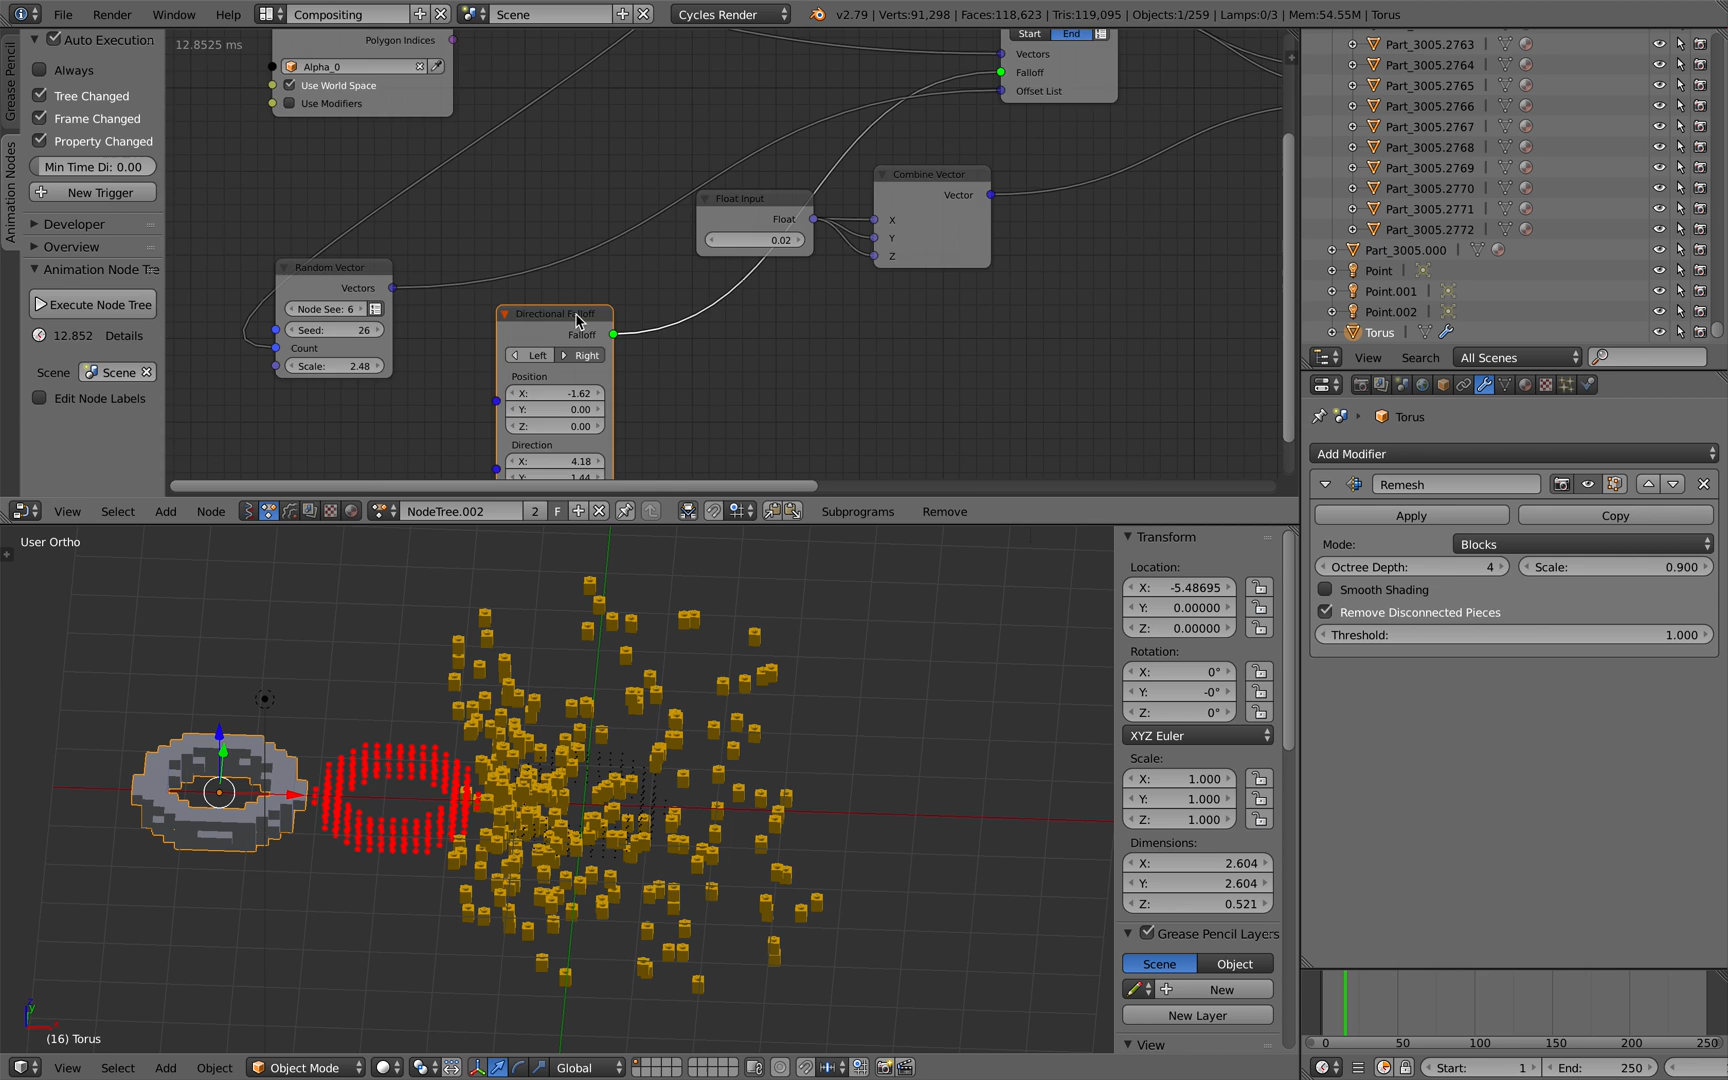 File Render Window Help Compositing Scene Cycles Render v2.79 | Verts:91,298 | Faces:118,623 | Tris:119,095 | Objects:1/259 | Lamps:0/3 | Mem:54.55M | Torus
Grease Pencil
Animation Nodes
Auto Execution
Always
Tree Changed
Frame Changed
Property Changed
Min Time Di: 0.00
New Trigger
Developer
Overview
Animation Node Tre
Execute Node Tree
12.852 Details
Scene Scene
Edit Node Labels
12.8525 ms
Polygon Indices
Alpha_0
Use World Space
Use Modifiers
Random Vector
Vectors
Node See: 6
Seed: 26
Count
Scale: 2.48
Directional Falloff
Falloff
Left Right
Position
X: -1.62
Y: 0.00
Z: 0.00
Direction
X: 4.18
Y: 1.44
Float Input
Float
0.02
Combine Vector
Vector
X
Y
Z
Start End
Vectors
Falloff
Offset List
View Select Add Node NodeTree.002 2 F Subprograms Remove
User Ortho
(16) Torus
View Select Add Object Object Mode Global
Transform
Location:
X: -5.48695
Y: 0.00000
Z: 0.00000
Rotation:
X: 0°
Y: -0°
Z: 0°
XYZ Euler
Scale:
X: 1.000
Y: 1.000
Z: 1.000
Dimensions:
X: 2.604
Y: 2.604
Z: 0.521
Grease Pencil Layers
Scene Object
New
New Layer
View
Part_3005.2763
Part_3005.2764
Part_3005.2765
Part_3005.2766
Part_3005.2767
Part_3005.2768
Part_3005.2769
Part_3005.2770
Part_3005.2771
Part_3005.2772
Part_3005.000
Point
Point.001
Point.002
Torus
View Search All Scenes
Torus
Add Modifier
Remesh
Apply Copy
Mode: Blocks
Octree Depth: 4 Scale: 0.900
Smooth Shading
Remove Disconnected Pieces
Threshold: 1.000
0 50 100 150 200 250
Start: 1 End: 250